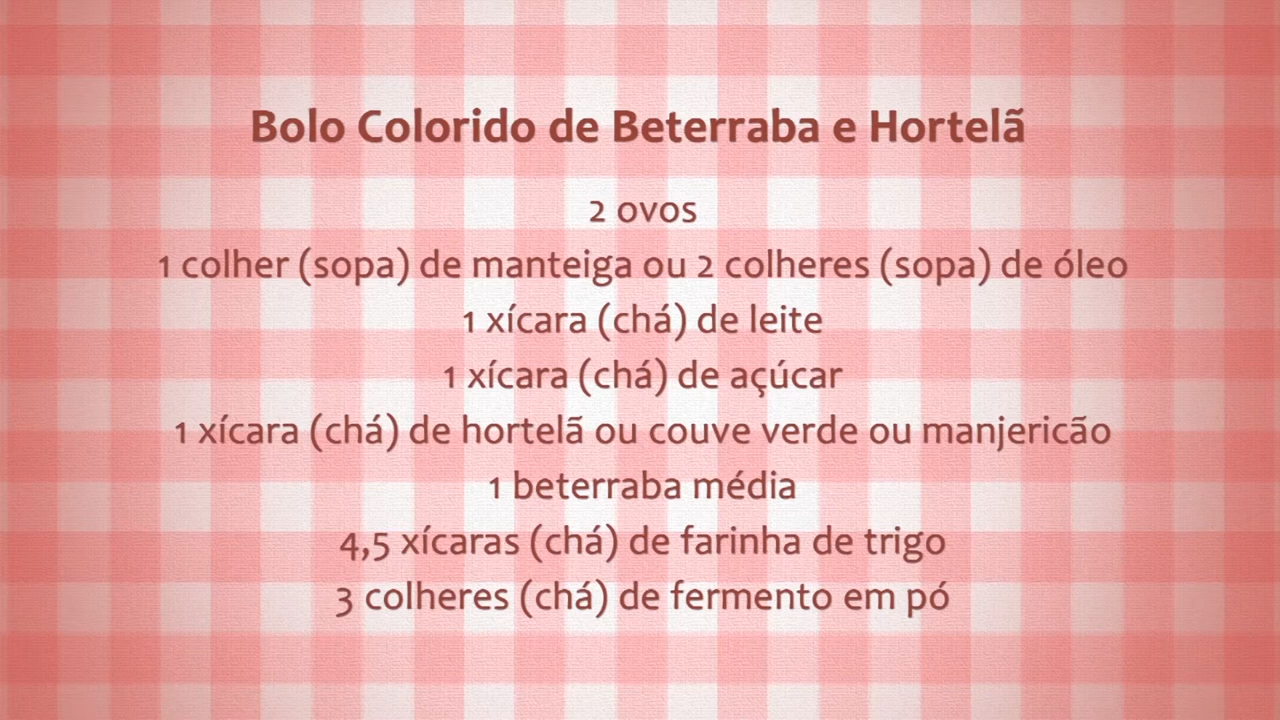 Bolo Colorido de Beterraba e Hortelã
2 ovos
1 colher (sopa) de manteiga ou 2 colheres (sopa) de óleo
1 xícara (chá) de leite
1 xícara (chá) de açúcar
1 xícara (chá) de hortelã ou couve verde ou manjericão
1 beterraba média
4,5 xícaras (chá) de farinha de trigo
3 colheres (chá) de fermento em pó